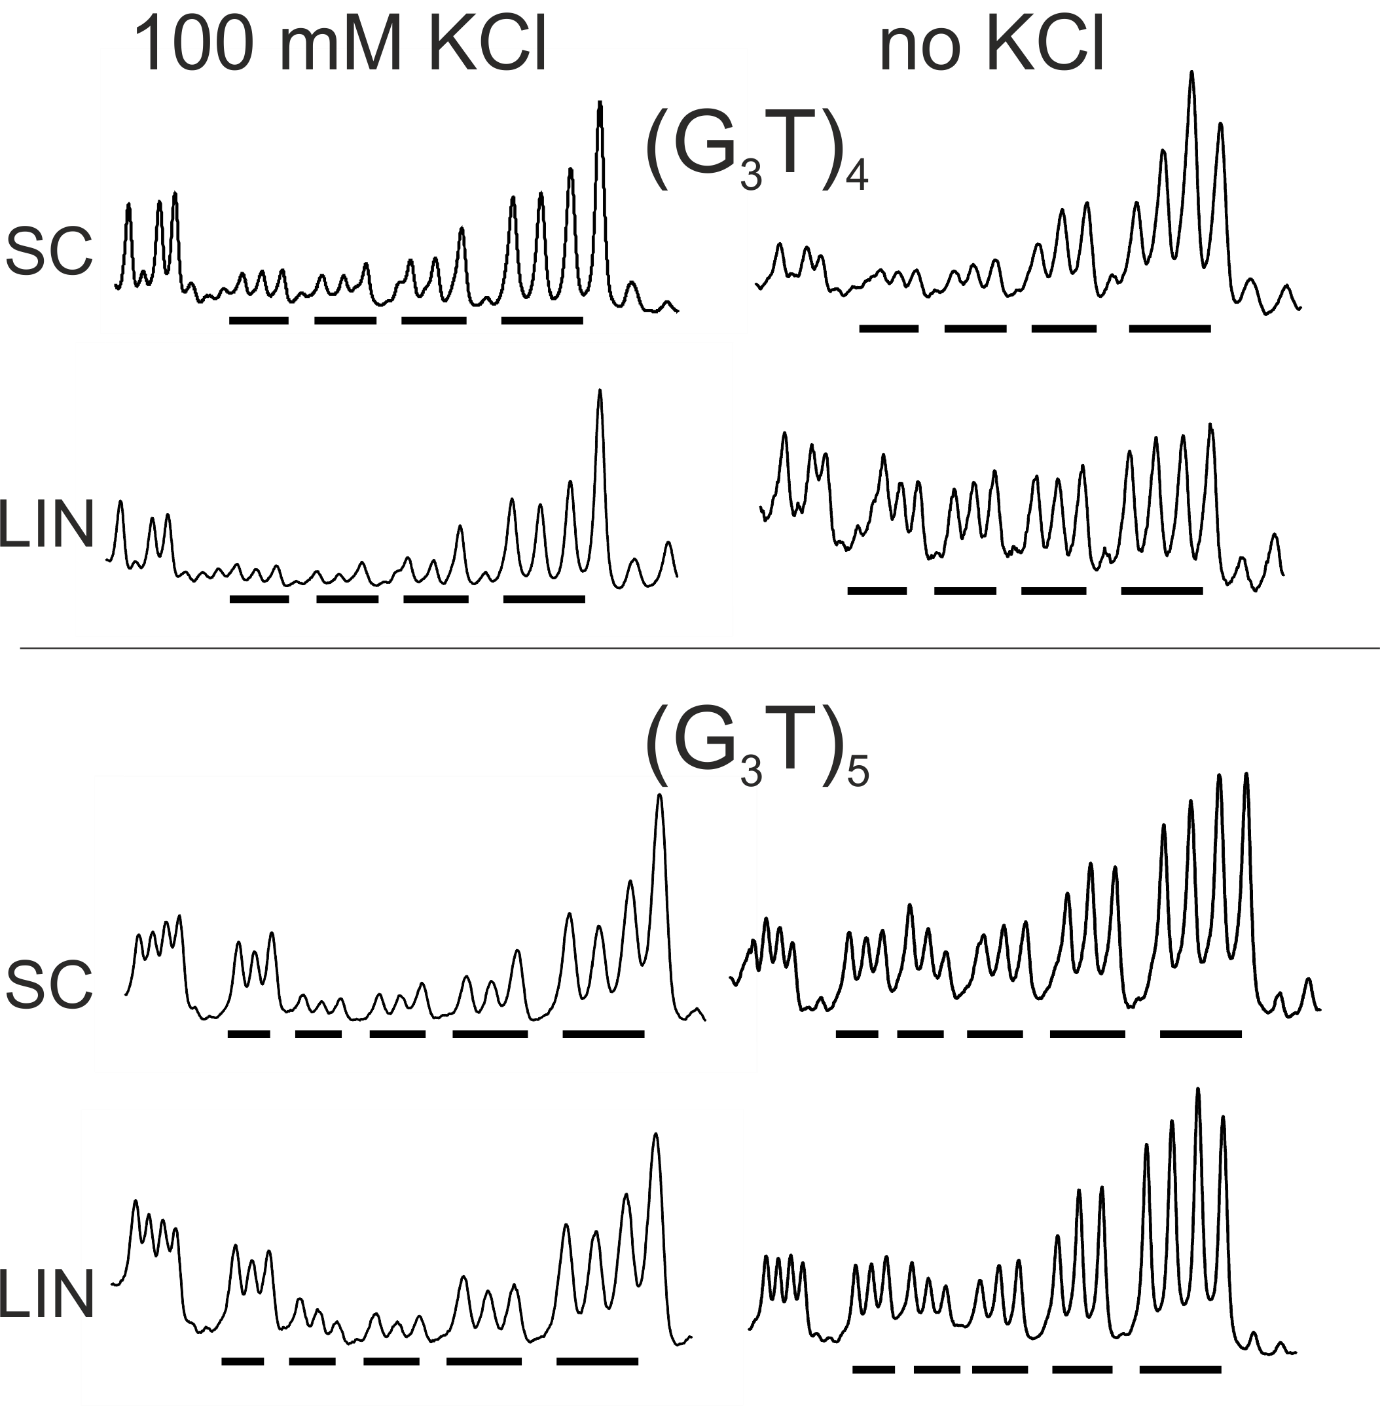 100 mM KCl no KCl
(G₃T)₄
SC
LIN
(G₃T)₅
SC
LIN